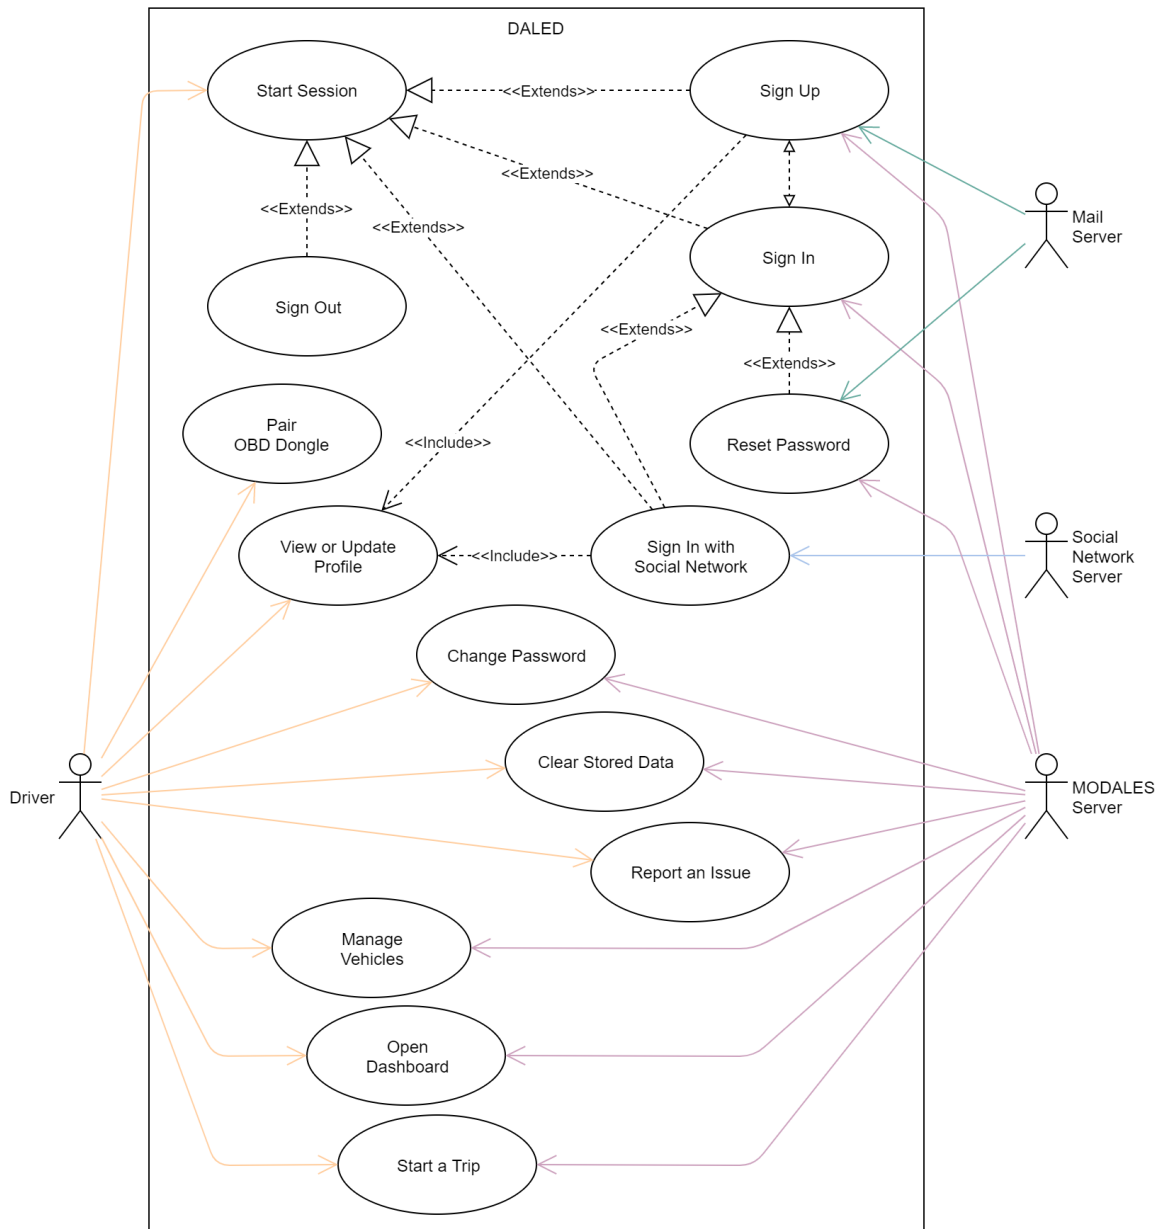 DALED
Start Session
<<Extends>>
Sign Up
<<Extends>>
<<Extends>>
<<Extends>>
Mail
Server
Sign In
Sign Out
<<Extends>>
<<Extends>>
Pair
OBD Dongle
<<Include>>
Reset Password
View or Update
Profile
<<Include>>
Sign In with
Social Network
Social
Network
Server
Change Password
Clear Stored Data
Driver
MODALES
Server
Report an Issue
Manage
Vehicles
Open
Dashboard
Start a Trip